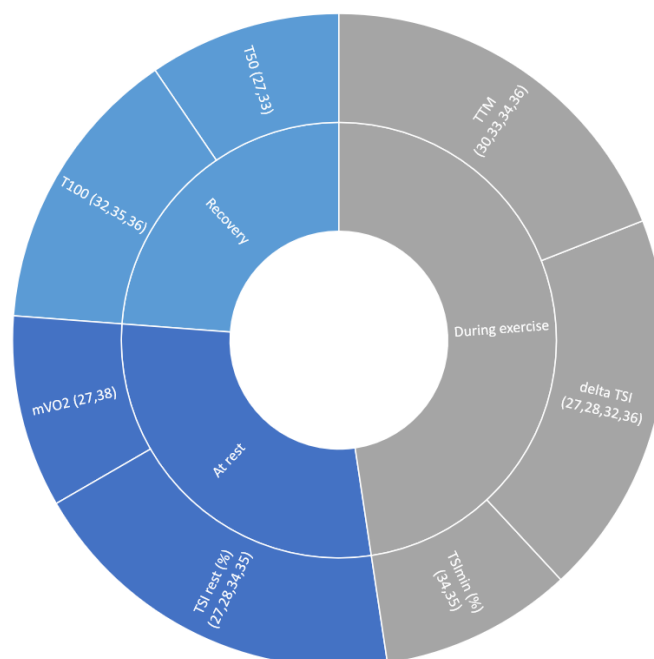 T50 (27,33)
TTM
(30,33,34,36)
T100 (32,35,36)
Recovery
During exercise
delta TSI
(27,28,32,36)
mVO2 (27,38)
At rest
TSI rest (%)
(27,28,34,35)
TSImin (%)
(34,35)